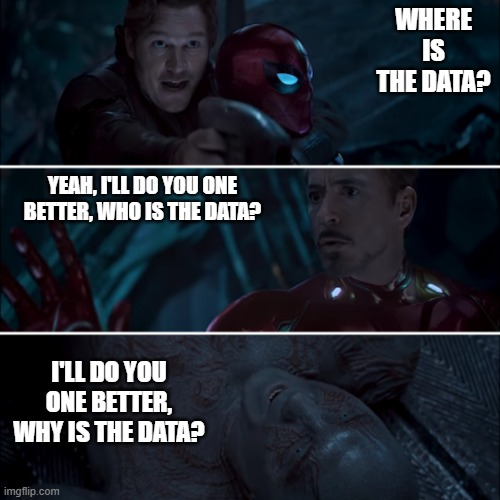 WHERE
IS
THE DATA?
YEAH, I'LL DO YOU ONE
BETTER, WHO IS THE DATA?
I'LL DO YOU
ONE BETTER,
WHY IS THE DATA?
imgflip.com